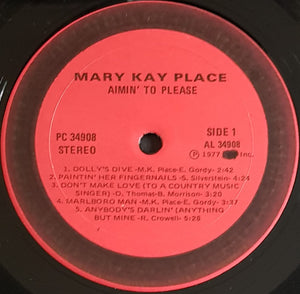 MARY KAY PLACE
AIMIN' TO PLEASE
PC 34908
STEREO
SIDE 1
AL 34908
Ⓟ 1977 Inc.
1 - DOLLY'S DIVE -M.K. Place-E. Gordy- 2:42
2 - PAINTIN' HER FINGERNAILS -S. Silverstein- 4:20
3 - DON'T MAKE LOVE (TO A COUNTRY MUSIC
SINGER) -D. Thomas-B. Morrison- 3:22
4 - MARLBORO MAN -M.K. Place-E. Gordy- 3:37
5 - ANYBODY'S DARLIN' (ANYTHING
BUT MINE -R. Crowell- 5:28